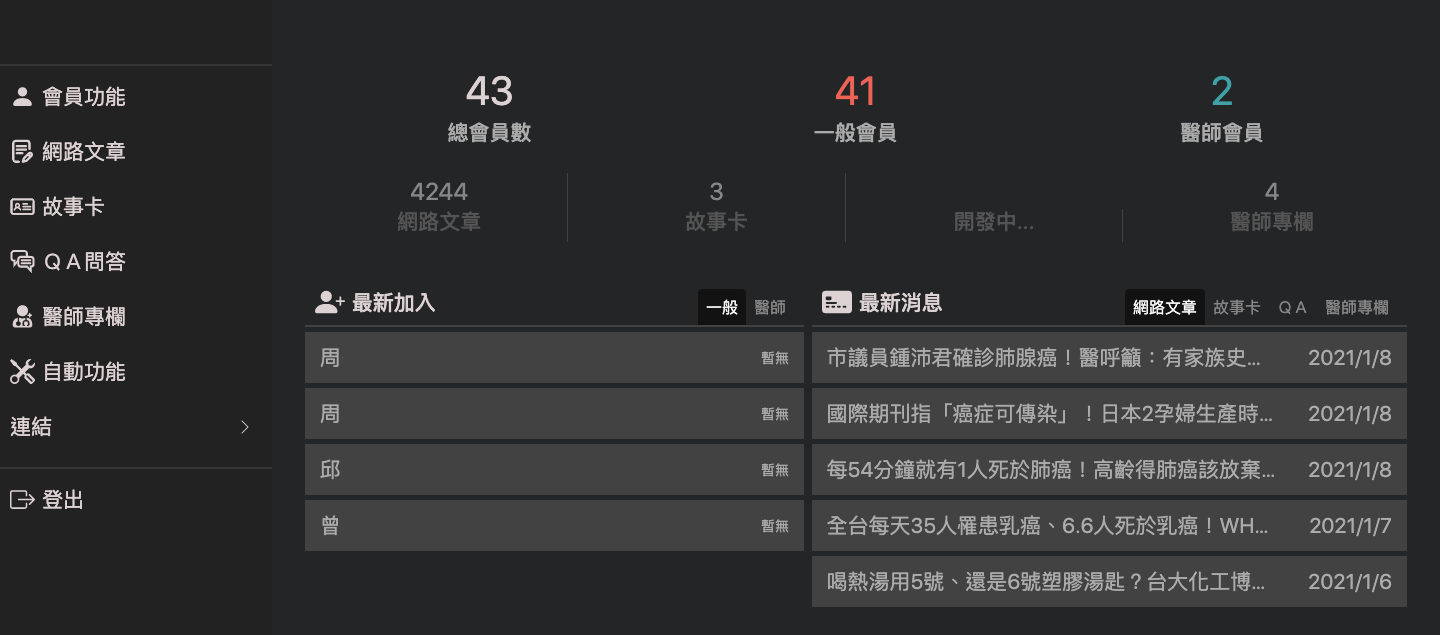 會員功能
網路文章
故事卡
ＱＡ問答
醫師專欄
自動功能
連結
登出
43 41 2
總會員數 一般會員 醫師會員
4244 3 4
網路文章 故事卡 開發中... 醫師專欄
最新加入 一般 醫師
周 暫無
周 暫無
邱 暫無
曾 暫無
最新消息 網路文章 故事卡 ＱＡ 醫師專欄
市議員鍾沛君確診肺腺癌！醫呼籲：有家族史... 2021/1/8
國際期刊指「癌症可傳染」！日本2孕婦生產時... 2021/1/8
每54分鐘就有1人死於肺癌！高齡得肺癌該放棄... 2021/1/8
全台每天35人罹患乳癌、6.6人死於乳癌！WH... 2021/1/7
喝熱湯用5號、還是6號塑膠湯匙？台大化工博... 2021/1/6